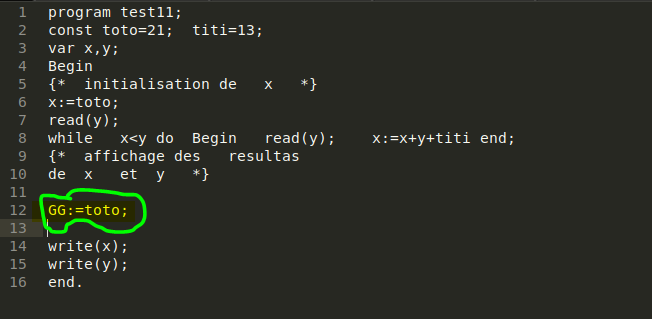 1 program test11;
2 const toto=21;  titi=13;
3 var x,y;
4 Begin
5 {*  initialisation de   x   *}
6 x:=toto;
7 read(y);
8 while   x<y do  Begin   read(y);    x:=x+y+titi end;
9 {*  affichage des   resultas
10 de  x   et  y   *}
11
12 GG:=toto;
13
14 write(x);
15 write(y);
16 end.